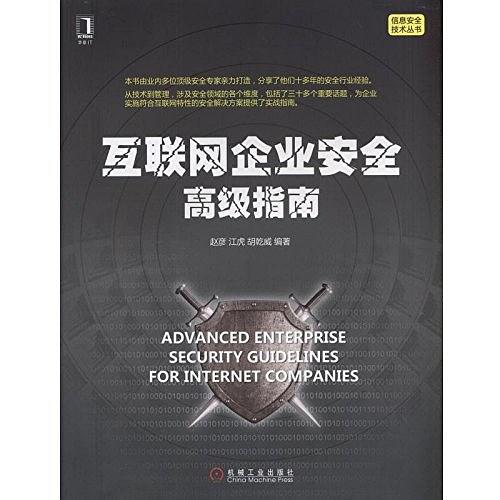 华章 IT
信息安全
技术丛书
本书由业内多位顶级安全专家亲力打造，分享了他们十多年的安全行业经验。
从技术到管理，涉及安全领域的各个维度，包括了三十多个重要话题，为企业
实施符合互联网特性的安全解决方案提供了实战指南。
互联网企业安全
高级指南
赵彦 江虎 胡乾威 编著
ADVANCED ENTERPRISE
SECURITY GUIDELINES
FOR INTERNET COMPANIES
机械工业出版社
China Machine Press